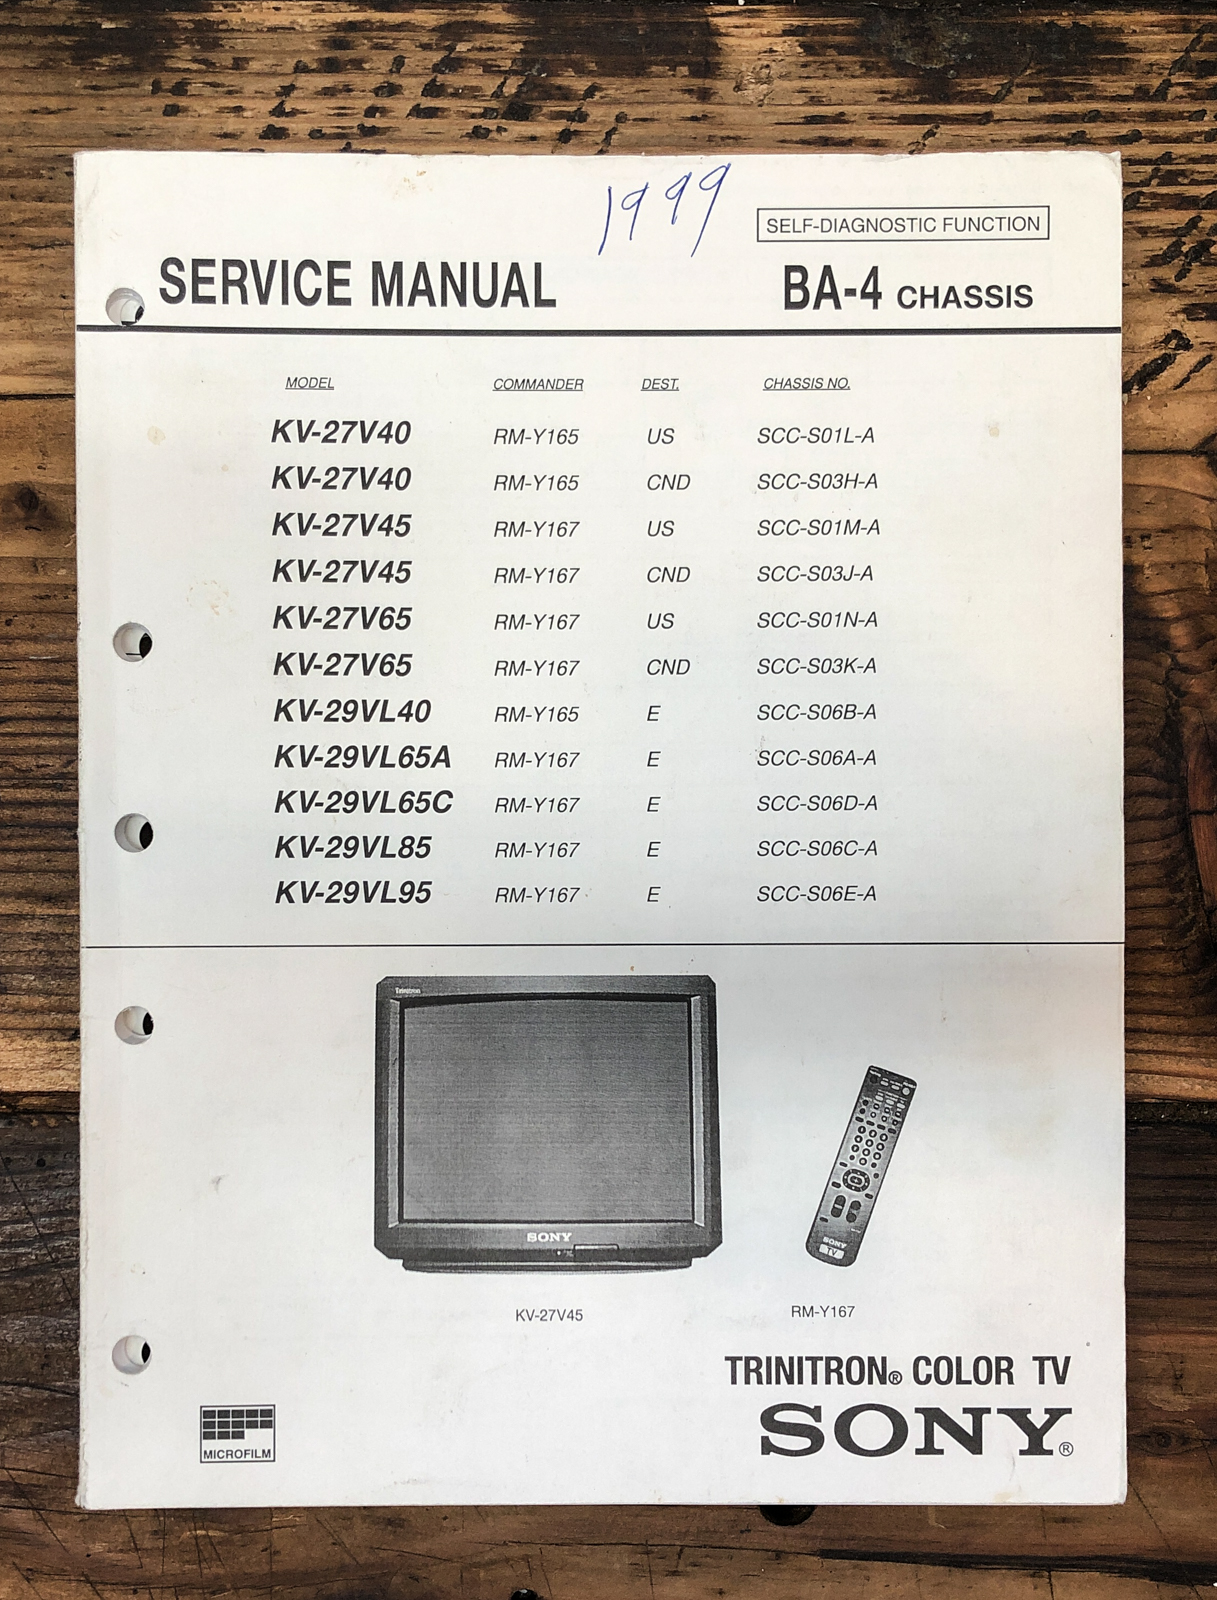 1999
SELF-DIAGNOSTIC FUNCTION
SERVICE MANUAL BA-4 CHASSIS
MODEL COMMANDER DEST. CHASSIS NO.
KV-27V40 RM-Y165 US SCC-S01L-A
KV-27V40 RM-Y165 CND SCC-S03H-A
KV-27V45 RM-Y167 US SCC-S01M-A
KV-27V45 RM-Y167 CND SCC-S03J-A
KV-27V65 RM-Y167 US SCC-S01N-A
KV-27V65 RM-Y167 CND SCC-S03K-A
KV-29VL40 RM-Y165 E SCC-S06B-A
KV-29VL65A RM-Y167 E SCC-S06A-A
KV-29VL65C RM-Y167 E SCC-S06D-A
KV-29VL85 RM-Y167 E SCC-S06C-A
KV-29VL95 RM-Y167 E SCC-S06E-A
Trinitron
SONY
SONY
TV
KV-27V45 RM-Y167
TRINITRON® COLOR TV
SONY®
MICROFILM